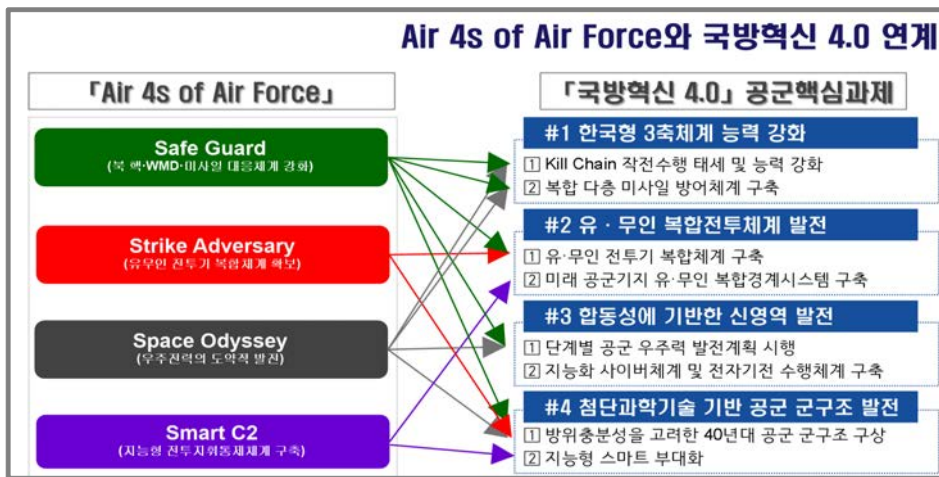 Air 4s of Air Force와 국방혁신 4.0 연계
「Air 4s of Air Force」
Safe Guard
(북 핵·WMD·미사일 대응체계 강화)
Strike Adversary
(유무인 전투기 복합체계 확보)
Space Odyssey
(우주전력의 도약적 발전)
Smart C2
(지능형 전투지휘통제체계 구축)
「국방혁신 4.0」 공군핵심과제
#1 한국형 3축체계 능력 강화
1 Kill Chain 작전수행 태세 및 능력 강화
2 복합 다층 미사일 방어체계 구축
#2 유·무인 복합전투체계 발전
1 유·무인 전투기 복합체계 구축
2 미래 공군기지 유·무인 복합경계시스템 구축
#3 합동성에 기반한 신영역 발전
1 단계별 공군 우주력 발전계획 시행
2 지능화 사이버체계 및 전자기전 수행체계 구축
#4 첨단과학기술 기반 공군 군구조 발전
1 방위충분성을 고려한 40년대 공군 군구조 구상
2 지능형 스마트 부대화